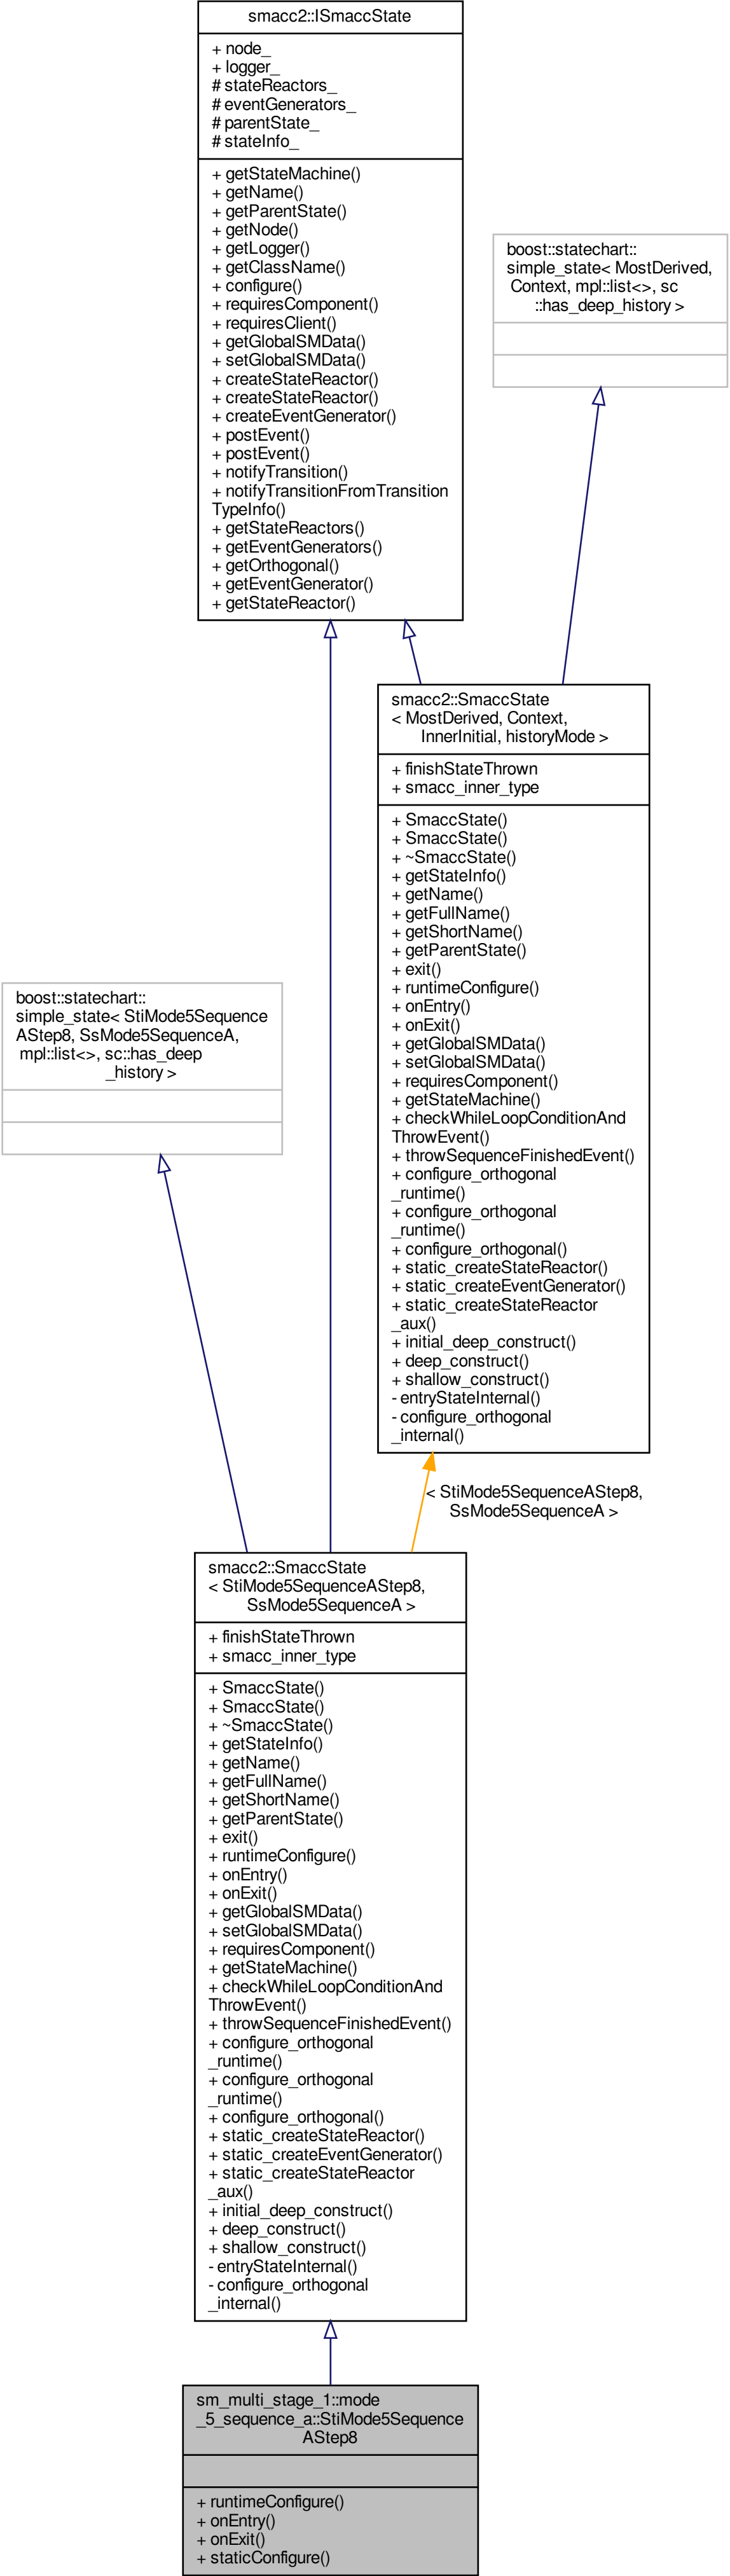 smacc2::ISmaccState
+ node_
+ logger_
# stateReactors_
# eventGenerators_
# parentState_
# stateInfo_
+ getStateMachine()
+ getName()
+ getParentState()
+ getNode()
+ getLogger()
+ getClassName()
+ configure()
+ requiresComponent()
+ requiresClient()
+ getGlobalSMData()
+ setGlobalSMData()
+ createStateReactor()
+ createStateReactor()
+ createEventGenerator()
+ postEvent()
+ postEvent()
+ notifyTransition()
+ notifyTransitionFromTransition
TypeInfo()
+ getStateReactors()
+ getEventGenerators()
+ getOrthogonal()
+ getEventGenerator()
+ getStateReactor()
boost::statechart::
simple_state< MostDerived,
Context, mpl::list<>, sc
::has_deep_history >
smacc2::SmaccState
< MostDerived, Context,
InnerInitial, historyMode >
+ finishStateThrown
+ smacc_inner_type
+ SmaccState()
+ SmaccState()
+ ~SmaccState()
+ getStateInfo()
+ getName()
+ getFullName()
+ getShortName()
+ getParentState()
+ exit()
+ runtimeConfigure()
+ onEntry()
+ onExit()
+ getGlobalSMData()
+ setGlobalSMData()
+ requiresComponent()
+ getStateMachine()
+ checkWhileLoopConditionAnd
ThrowEvent()
+ throwSequenceFinishedEvent()
+ configure_orthogonal
_runtime()
+ configure_orthogonal
_runtime()
+ configure_orthogonal()
+ static_createStateReactor()
+ static_createEventGenerator()
+ static_createStateReactor
_aux()
+ initial_deep_construct()
+ deep_construct()
+ shallow_construct()
- entryStateInternal()
- configure_orthogonal
_internal()
boost::statechart::
simple_state< StiMode5Sequence
AStep8, SsMode5SequenceA,
mpl::list<>, sc::has_deep
_history >
< StiMode5SequenceAStep8,
SsMode5SequenceA >
smacc2::SmaccState
< StiMode5SequenceAStep8,
SsMode5SequenceA >
+ finishStateThrown
+ smacc_inner_type
+ SmaccState()
+ SmaccState()
+ ~SmaccState()
+ getStateInfo()
+ getName()
+ getFullName()
+ getShortName()
+ getParentState()
+ exit()
+ runtimeConfigure()
+ onEntry()
+ onExit()
+ getGlobalSMData()
+ setGlobalSMData()
+ requiresComponent()
+ getStateMachine()
+ checkWhileLoopConditionAnd
ThrowEvent()
+ throwSequenceFinishedEvent()
+ configure_orthogonal
_runtime()
+ configure_orthogonal
_runtime()
+ configure_orthogonal()
+ static_createStateReactor()
+ static_createEventGenerator()
+ static_createStateReactor
_aux()
+ initial_deep_construct()
+ deep_construct()
+ shallow_construct()
- entryStateInternal()
- configure_orthogonal
_internal()
sm_multi_stage_1::mode
_5_sequence_a::StiMode5Sequence
AStep8
+ runtimeConfigure()
+ onEntry()
+ onExit()
+ staticConfigure()